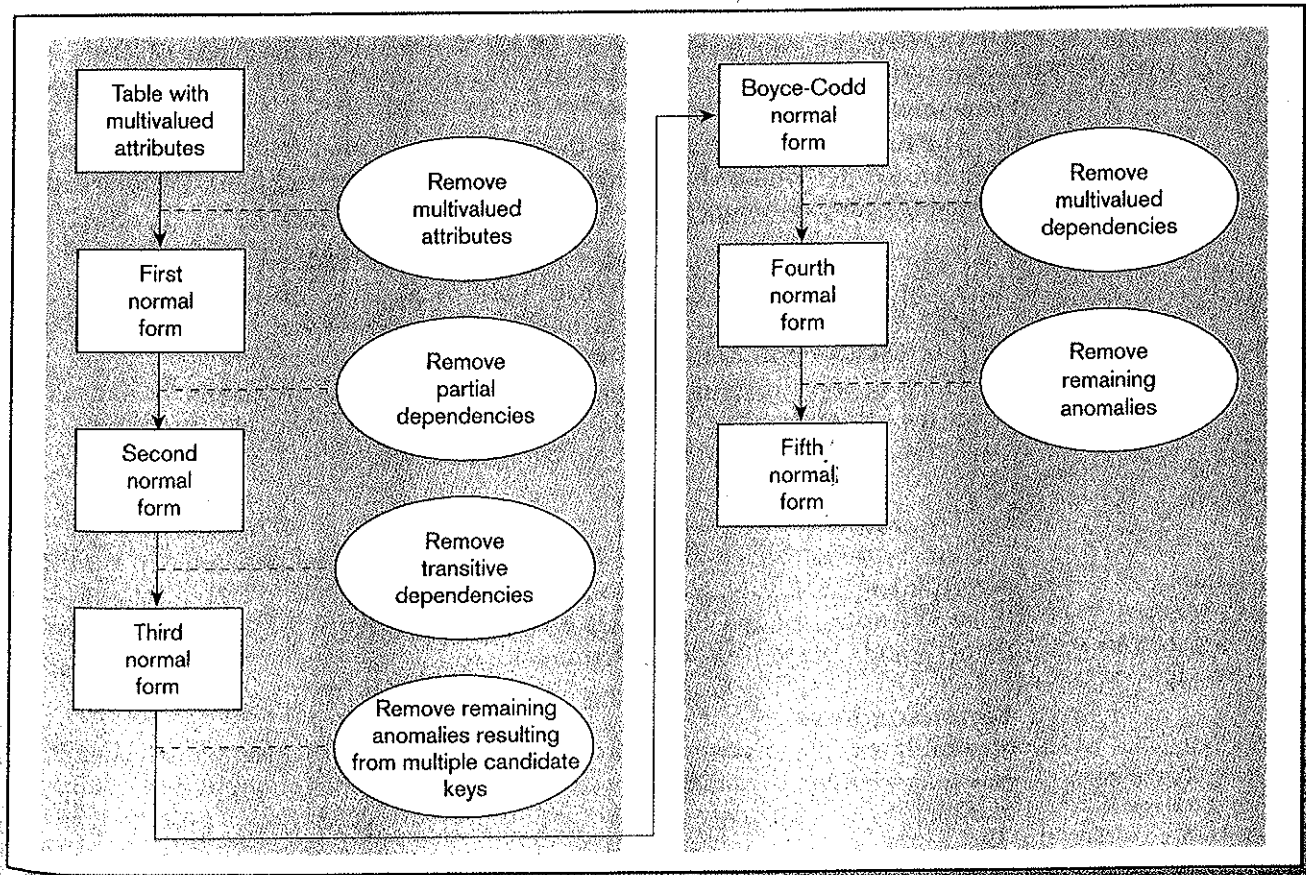 Table with
multivalued
attributes
Remove
multivalued
attributes
First
normal
form
Remove
partial
dependencies
Second
normal
form
Remove
transitive
dependencies
Third
normal
form
Remove remaining
anomalies resulting
from multiple candidate
keys
Boyce-Codd
normal
form
Remove
multivalued
dependencies
Fourth
normal
form
Remove
remaining
anomalies
Fifth
normal
form